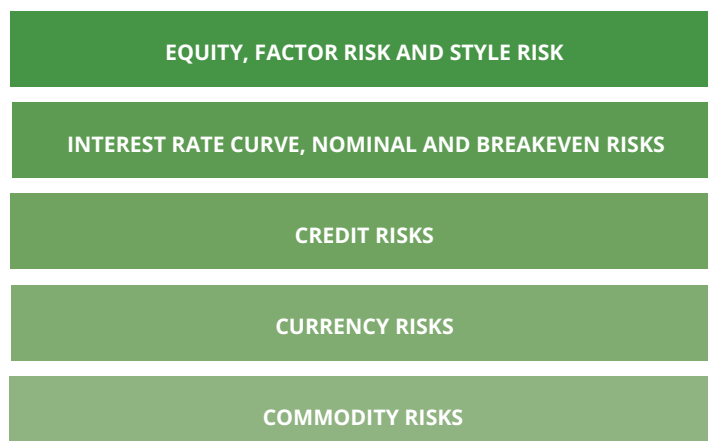 EQUITY, FACTOR RISK AND STYLE RISK
INTEREST RATE CURVE, NOMINAL AND BREAKEVEN RISKS
CREDIT RISKS
CURRENCY RISKS
COMMODITY RISKS